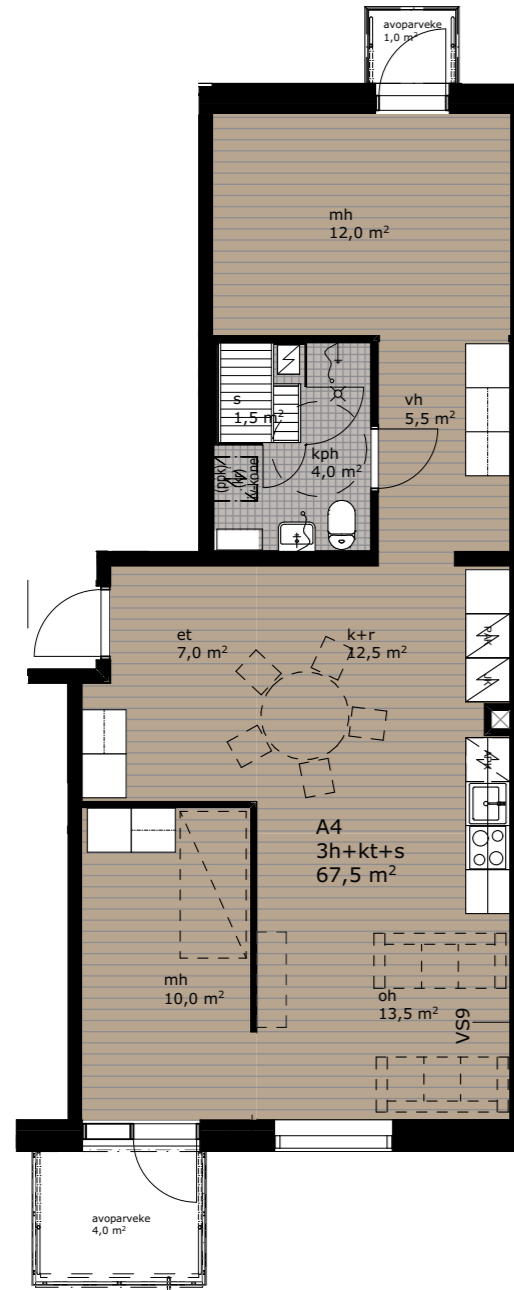 avoparveke
1,0 m²
mh
12,0 m²
s
1,5 m²
vh
5,5 m²
kph
4,0 m²
(ppk)
(kr)
et
7,0 m²
k+r
12,5 m²
A4
3h+kt+s
67,5 m²
mh
10,0 m²
oh
13,5 m²
VS9
avoparveke
4,0 m²